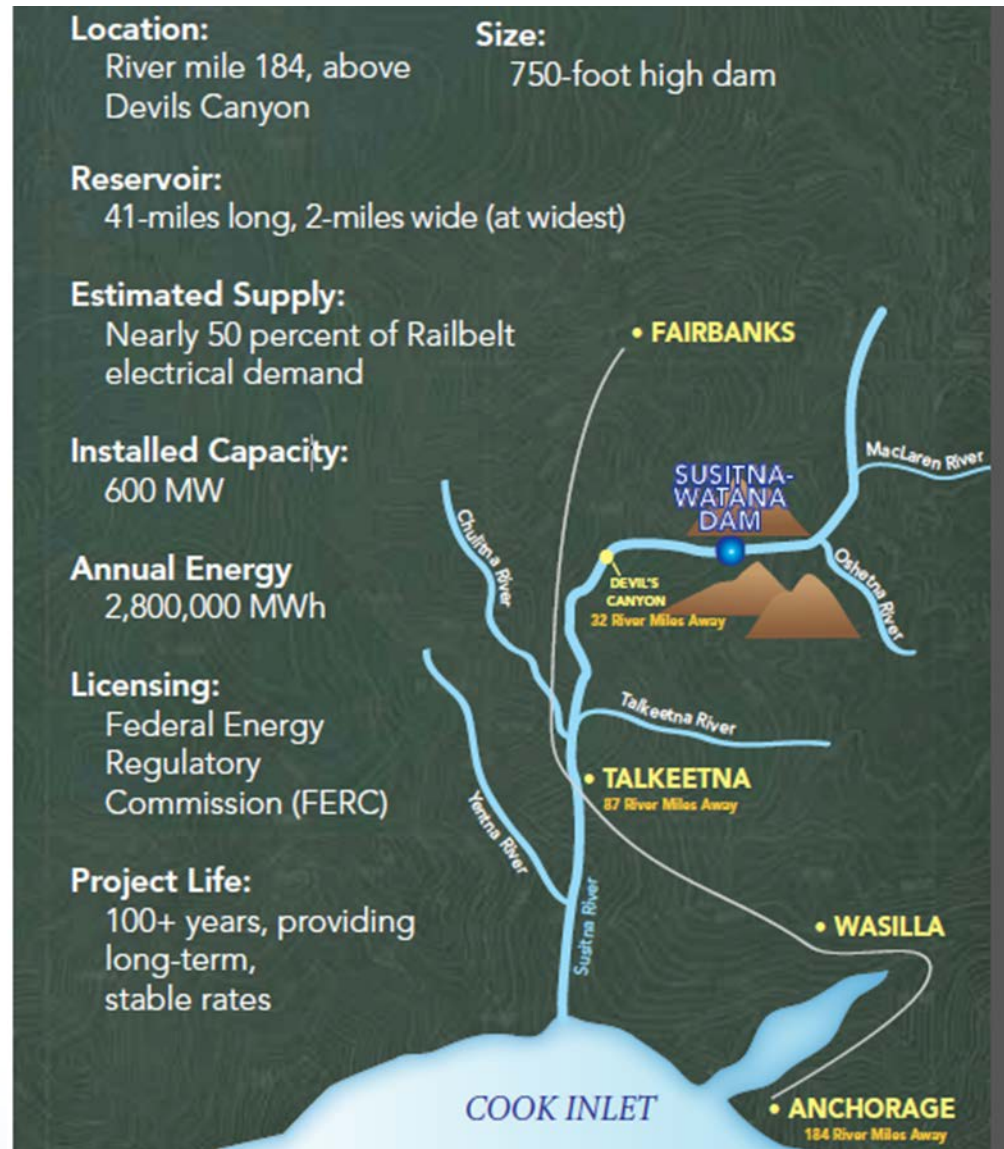 Location:
River mile 184, above
Devils Canyon
Size:
750-foot high dam
Reservoir:
41-miles long, 2-miles wide (at widest)
Estimated Supply:
Nearly 50 percent of Railbelt
electrical demand
Installed Capacity:
600 MW
Annual Energy
2,800,000 MWh
Licensing:
Federal Energy
Regulatory
Commission (FERC)
Project Life:
100+ years, providing
long-term,
stable rates
• FAIRBANKS
MacLaren River
SUSITNA-
WATANA
DAM
Chulitna River
Oshetna River
DEVIL'S
CANYON
32 River Miles Away
Talkeetna River
• TALKEETNA
87 River Miles Away
Yentna River
Susitna River
• WASILLA
COOK INLET
• ANCHORAGE
184 River Miles Away